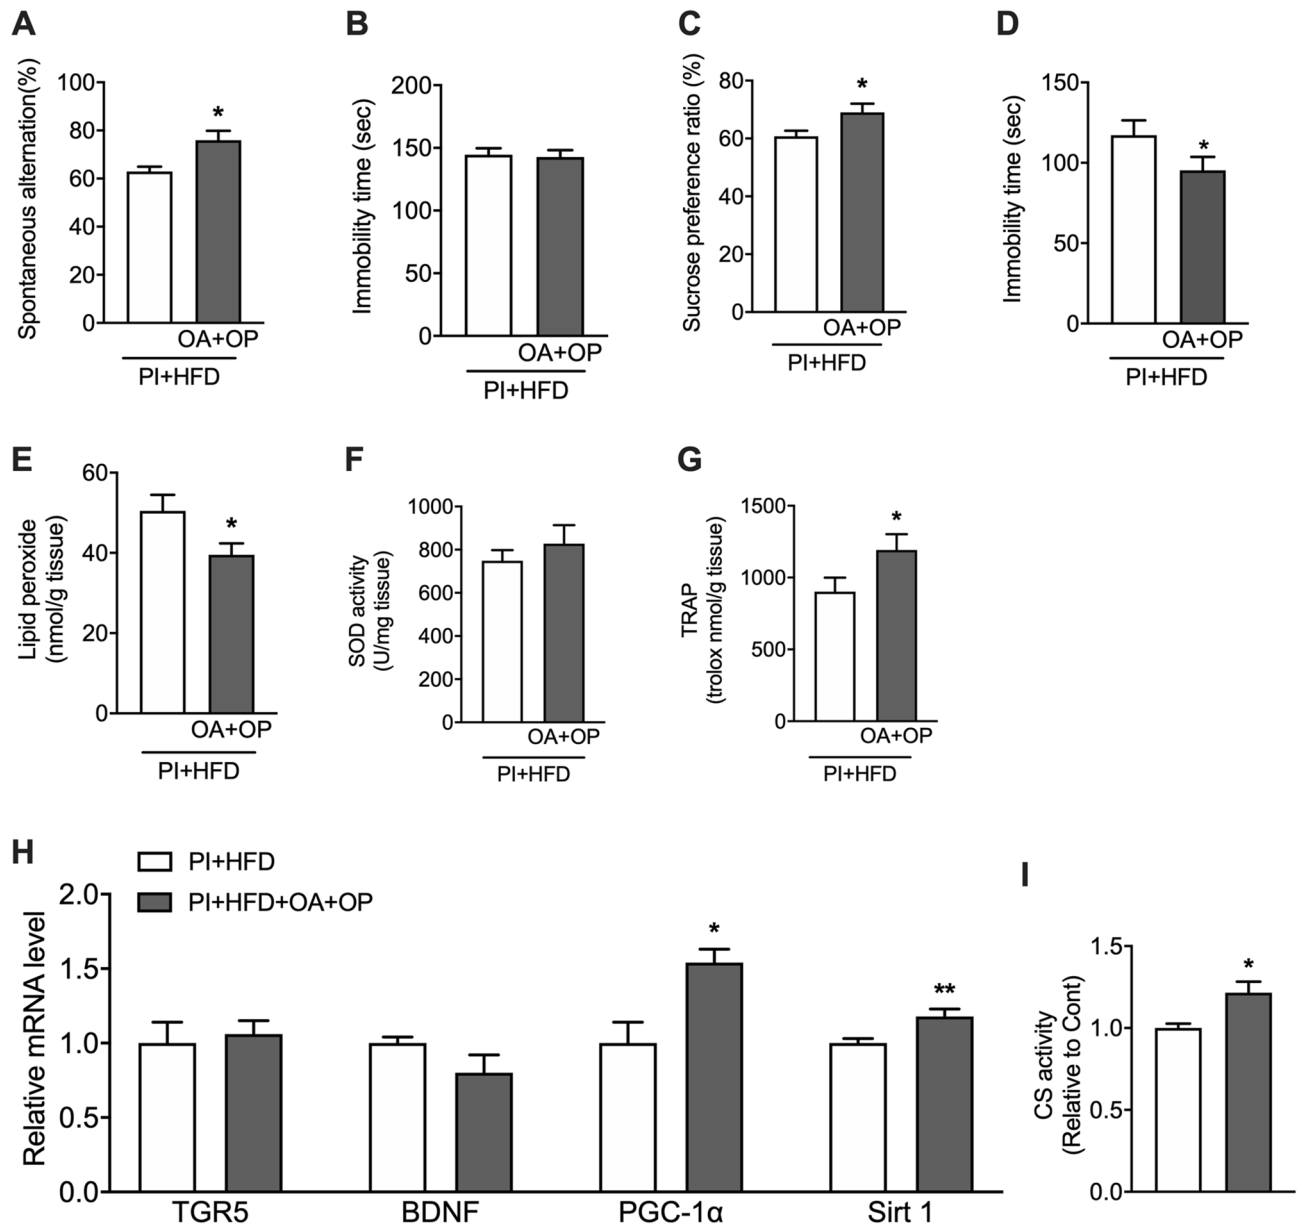 A
Spontaneous alternation(%)
100
80
60
40
20
0
*
OA+OP
PI+HFD
B
Immobility time (sec)
200
150
100
50
0
OA+OP
PI+HFD
C
Sucrose preference ratio (%)
80
60
40
20
0
*
OA+OP
PI+HFD
D
Immobility time (sec)
150
100
50
0
*
OA+OP
PI+HFD
E
Lipid peroxide
(nmol/g tissue)
60
40
20
0
*
OA+OP
PI+HFD
F
SOD activity
(U/mg tissue)
1000
800
600
400
200
0
OA+OP
PI+HFD
G
TRAP
(trolox nmol/g tissue)
1500
1000
500
0
*
OA+OP
PI+HFD
H
PI+HFD
PI+HFD+OA+OP
Relative mRNA level
2.0
1.5
1.0
0.5
0.0
*
**
TGR5 BDNF PGC-1α Sirt 1
I
CS activity
(Relative to Cont)
1.5
1.0
0.5
0.0
*